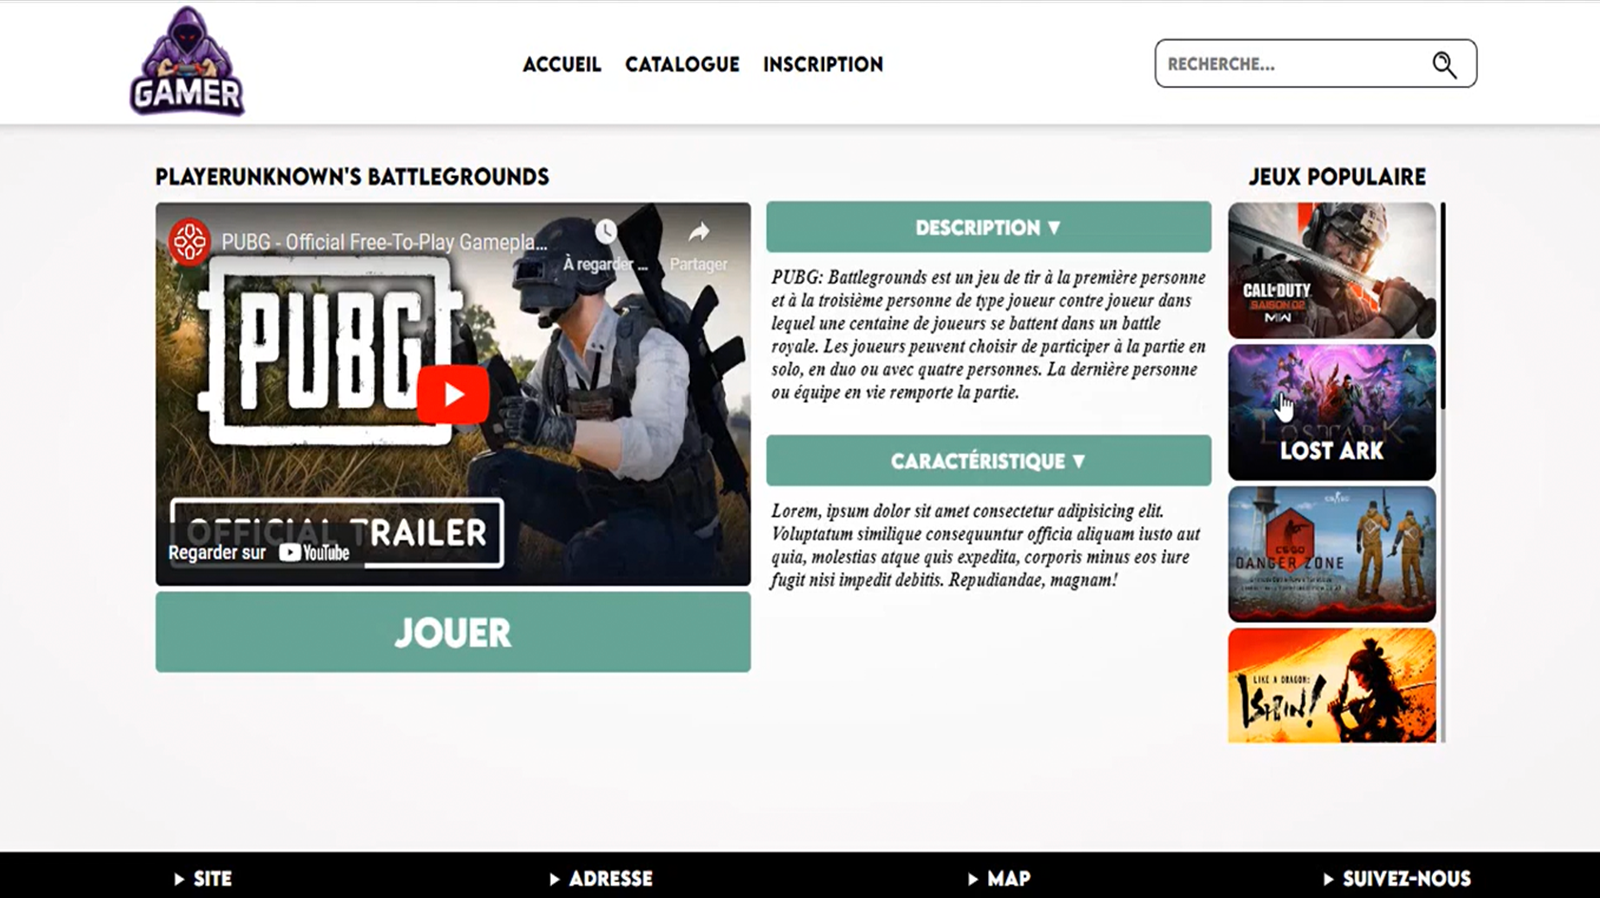 GAMER
ACCUEIL CATALOGUE INSCRIPTION
RECHERCHE...
PLAYERUNKNOWN'S BATTLEGROUNDS
PUBG - Official Free-To-Play Gamepla...
À regarder ...
Partager
PUBG
OFFICIAL TRAILER
Regarder sur YouTube
JOUER
DESCRIPTION ▼
PUBG: Battlegrounds est un jeu de tir à la première personne
et à la troisième personne de type joueur contre joueur dans
lequel une centaine de joueurs se battent dans un battle
royale. Les joueurs peuvent choisir de participer à la partie en
solo, en duo ou avec quatre personnes. La dernière personne
ou équipe en vie remporte la partie.
CARACTÉRISTIQUE ▼
Lorem, ipsum dolor sit amet consectetur adipisicing elit.
Voluptatum similique consequuntur officia aliquam iusto aut
quia, molestias atque quis expedita, corporis minus eos iure
fugit nisi impedit debitis. Repudiandae, magnam!
JEUX POPULAIRE
CALL OF DUTY
SAISON 02
MW
LOST ARK
LOST ARK
CS:GO
CS:GO
DANGER ZONE
LIKE A DRAGON:
ISHIN!
▶ SITE
▶ ADRESSE
▶ MAP
▶ SUIVEZ-NOUS